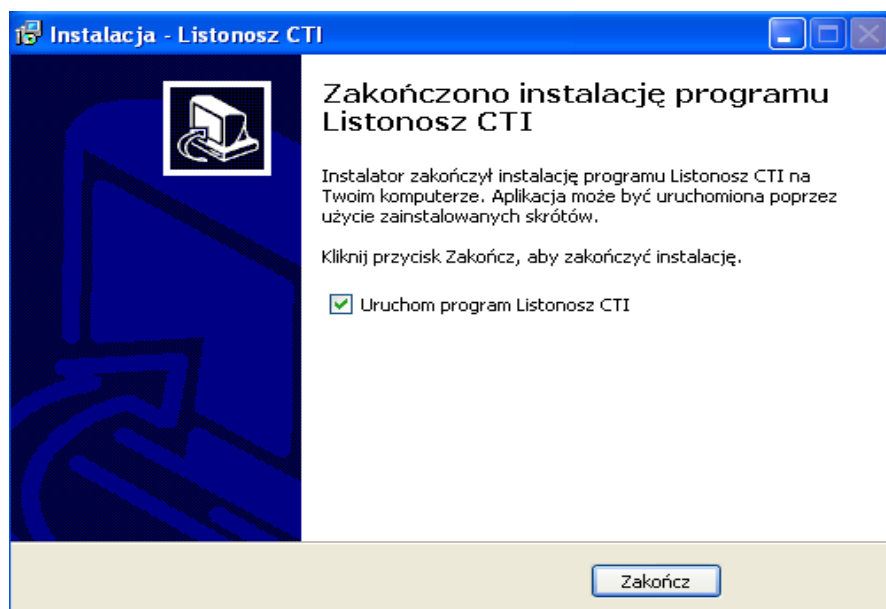 Instalacja - Listonosz CTI
Zakończono instalację programu
Listonosz CTI
Instalator zakończył instalację programu Listonosz CTI na
Twoim komputerze. Aplikacja może być uruchomiona poprzez
użycie zainstalowanych skrótów.
Kliknij przycisk Zakończ, aby zakończyć instalację.
Uruchom program Listonosz CTI
Zakończ